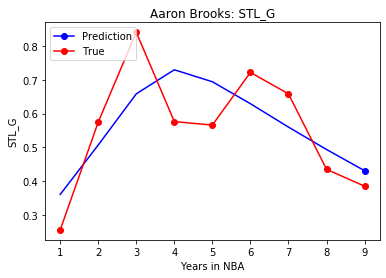 Aaron Brooks: STL_G
Prediction
True
0.8
0.7
0.6
0.5
0.4
0.3
STL_G
1 2 3 4 5 6 7 8 9
Years in NBA